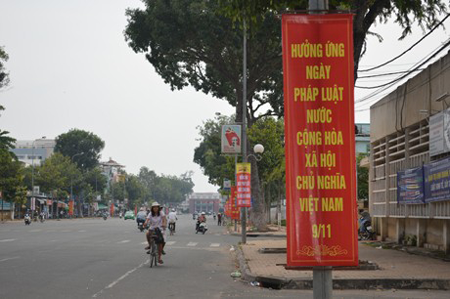 HƯỞNG ỨNG
NGÀY
PHÁP LUẬT
NƯỚC
CỘNG HÒA
XÃ HỘI
CHỦ NGHĨA
VIỆT NAM
9/11